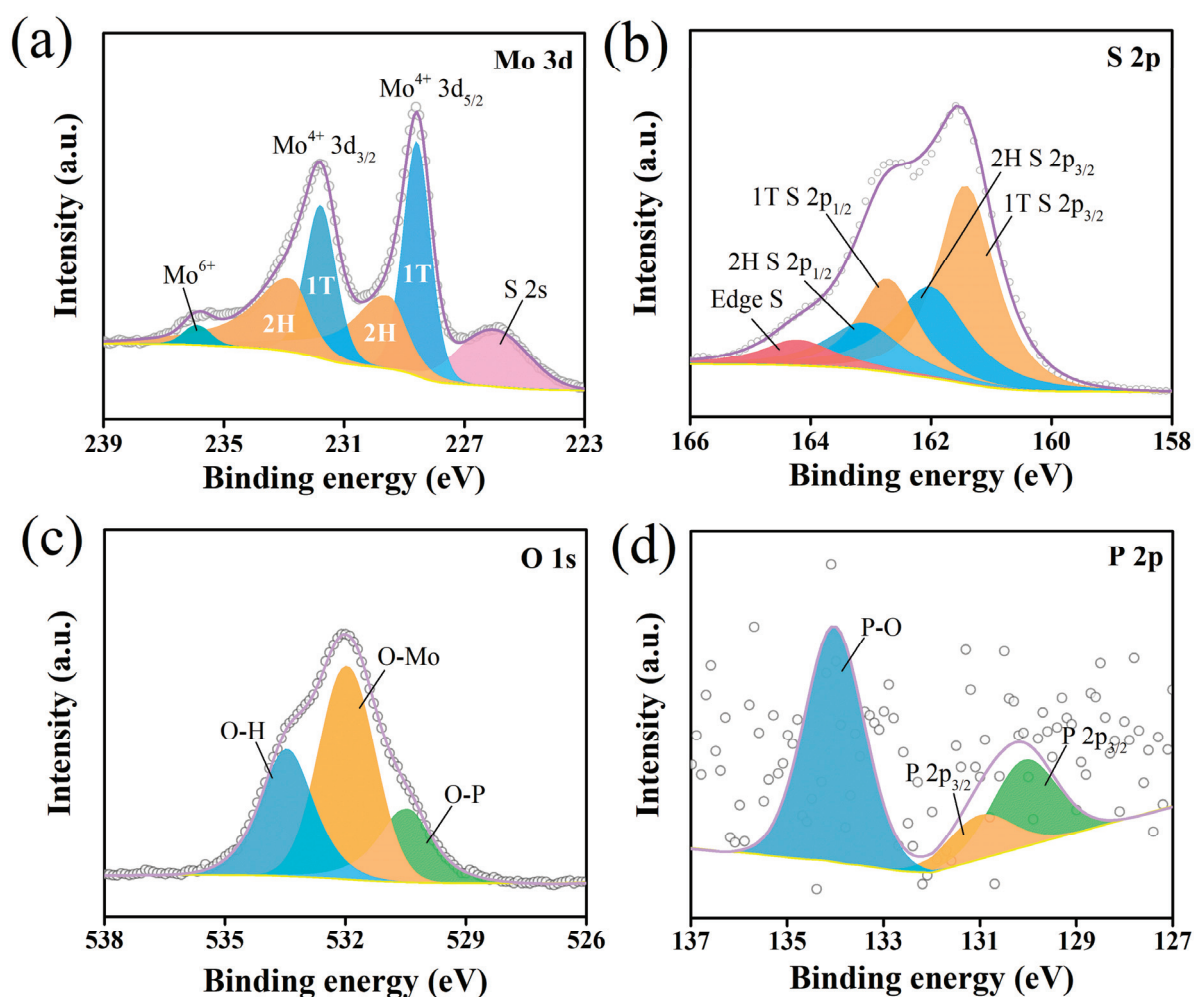 (a)
Mo 3d
Mo⁴⁺ 3d₅/₂
Mo⁴⁺ 3d₃/₂
Mo⁶⁺
2H
1T
2H
1T
S 2s
Intensity (a.u.)
239 235 231 227 223
Binding energy (eV)
(b)
S 2p
2H S 2p₃/₂
1T S 2p₁/₂
1T S 2p₃/₂
2H S 2p₁/₂
Edge S
Intensity (a.u.)
166 164 162 160 158
Binding energy (eV)
(c)
O 1s
O-Mo
O-H
O-P
Intensity (a.u.)
538 535 532 529 526
Binding energy (eV)
(d)
P 2p
P-O
P 2p₃/₂
P 2p₃/₂
Intensity (a.u.)
137 135 133 131 129 127
Binding energy (eV)